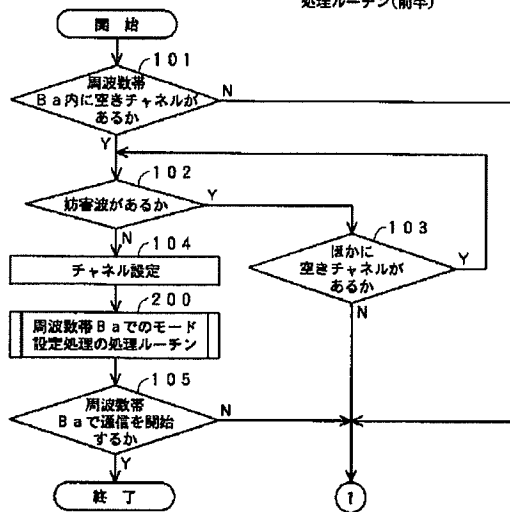 処理ルーチン(前半)
開始
101
周波数帯
Ba内に空きチャネルが
あるか
N
Y
102
妨害波があるか
Y
N
103
ほかに
空きチャネルが
あるか
Y
N
104
チャネル設定
200
周波数帯Baでのモード
設定処理の処理ルーチン
105
周波数帯
Baで通信を開始
するか
N
Y
終了
1